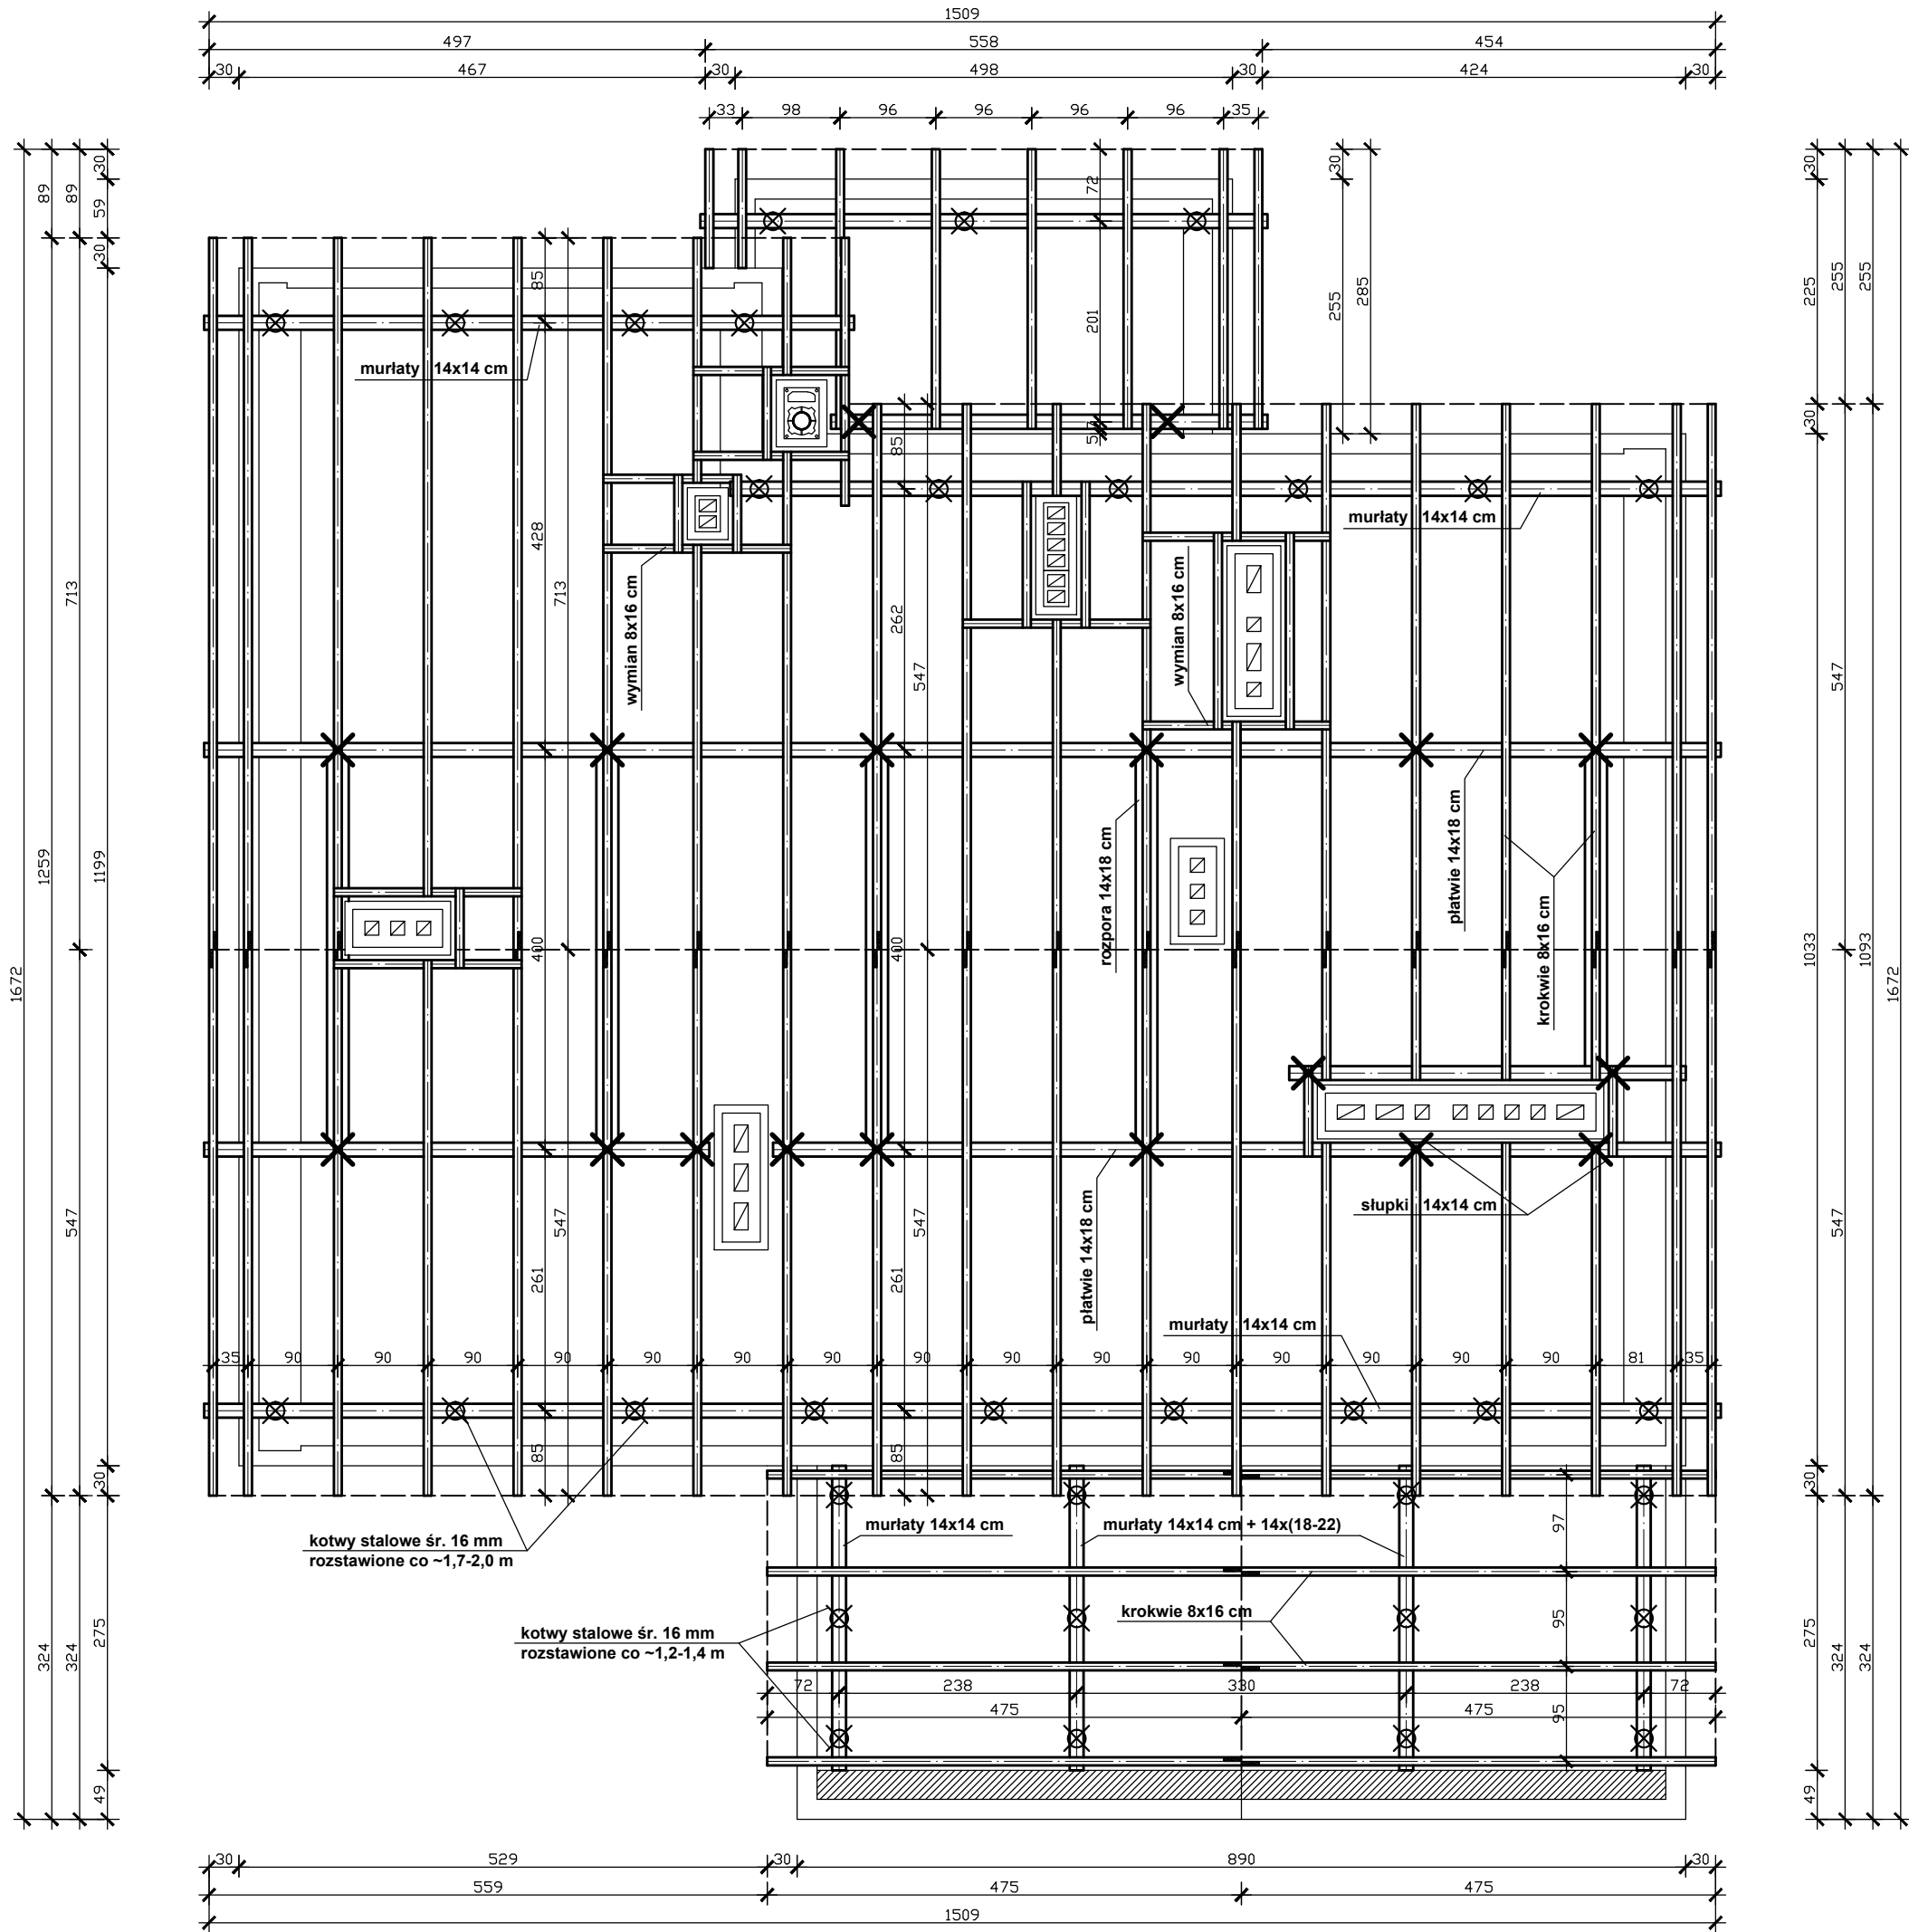 1509
497 558 454
30 467 30 498 30 424 30
33 98 96 96 96 96 35
30 72 30 30
89 89 59 30
85 201 255 285 225 255 255
murłaty 14x14 cm
30
57
85
murłaty 14x14 cm
428
713 713
262
547
547
wymian 8x16 cm
wymian 8x16 cm
płatwie 14x18 cm
rozpora 14x18 cm
krokwie 8x16 cm
1672 1259 1199
400 400
1033 1093 1672
słupki 14x14 cm
płatwie 14x18 cm
547 547 547 547
261 261
murłaty 14x14 cm
35 90 90 90 90 90 90 90 90 90 90 90 90 90 90 90 81 35
85 85
30 30
kotwy stalowe śr. 16 mm
rozstawione co ~1,7-2,0 m
murłaty 14x14 cm
murłaty 14x14 cm + 14x(18-22)
97
krokwie 8x16 cm
95
kotwy stalowe śr. 16 mm
rozstawione co ~1,2-1,4 m
324 324 275
275 324 324
72 238 330 238 72
475 475
95
49 49
30 529 30 890 30
559 475 475
1509